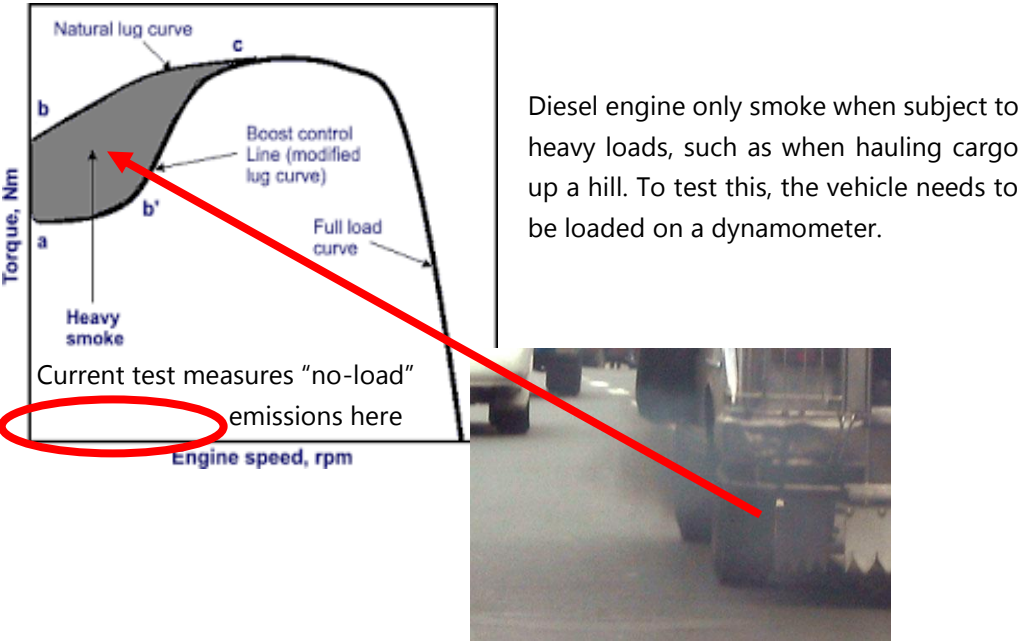 Natural lug curve
c
b
Boost control
Line (modified
lug curve)
b'
a
Full load
curve
Torque, Nm
Heavy
smoke
Current test measures “no-load”
emissions here
Engine speed, rpm
Diesel engine only smoke when subject to
heavy loads, such as when hauling cargo
up a hill. To test this, the vehicle needs to
be loaded on a dynamometer.